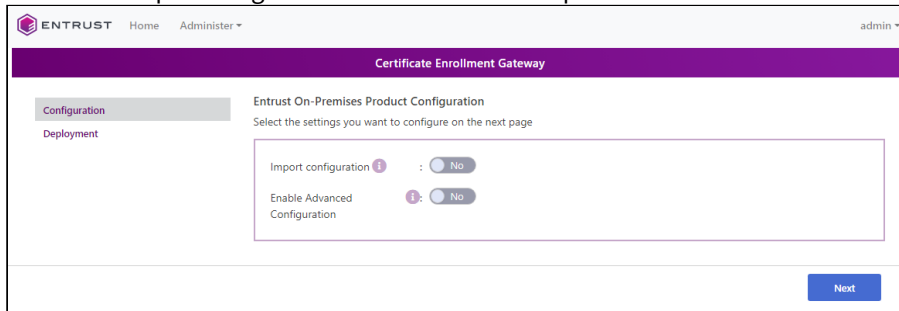 ENTRUST Home Administer admin
Certificate Enrollment Gateway
Configuration
Deployment
Entrust On-Premises Product Configuration
Select the settings you want to configure on the next page
Import configuration i : No
Enable Advanced i : No
Configuration
Next